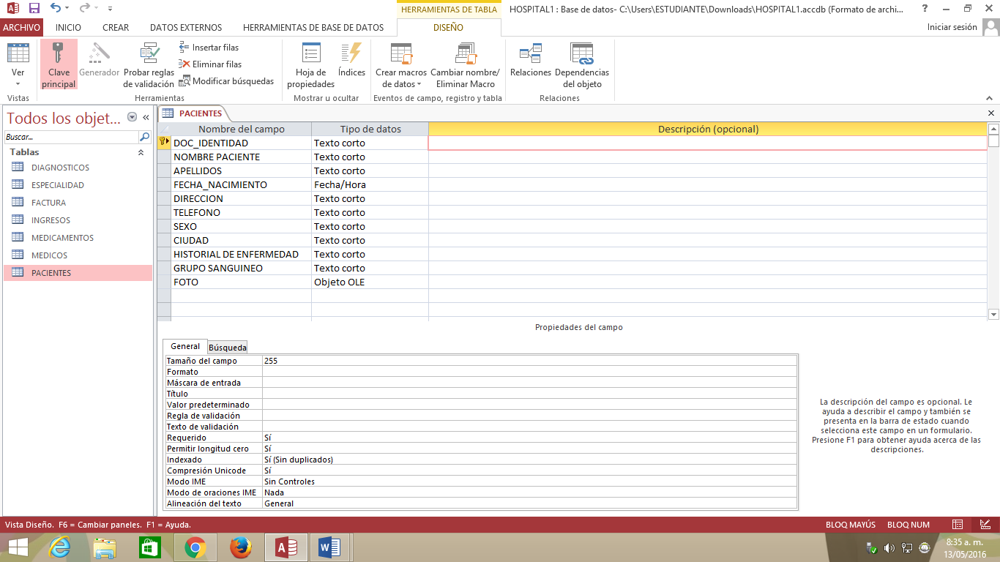 HERRAMIENTAS DE TABLA
HOSPITAL1 : Base de datos- C:\Users\ESTUDIANTE\Downloads\HOSPITAL1.accdb (Formato de archi...
ARCHIVO INICIO CREAR DATOS EXTERNOS HERRAMIENTAS DE BASE DE DATOS DISEÑO Iniciar sesión
Ver
Clave principal
Generador
Probar reglas de validación
Insertar filas
Eliminar filas
Modificar búsquedas
Hoja de propiedades
Índices
Crear macros de datos
Cambiar nombre/ Eliminar Macro
Relaciones
Dependencias del objeto
Vistas Herramientas Mostrar u ocultar Eventos de campo, registro y tabla Relaciones
Todos los objet... «
Buscar...
Tablas
DIAGNOSTICOS
ESPECIALIDAD
FACTURA
INGRESOS
MEDICAMENTOS
MEDICOS
PACIENTES
PACIENTES
Nombre del campo Tipo de datos Descripción (opcional)
DOC_IDENTIDAD Texto corto
NOMBRE PACIENTE Texto corto
APELLIDOS Texto corto
FECHA_NACIMIENTO Fecha/Hora
DIRECCION Texto corto
TELEFONO Texto corto
SEXO Texto corto
CIUDAD Texto corto
HISTORIAL DE ENFERMEDAD Texto corto
GRUPO SANGUINEO Texto corto
FOTO Objeto OLE
Propiedades del campo
General Búsqueda
Tamaño del campo 255
Formato
Máscara de entrada
Título
Valor predeterminado
Regla de validación
Texto de validación
Requerido Sí
Permitir longitud cero Sí
Indexado Sí (Sin duplicados)
Compresión Unicode Sí
Modo IME Sin Controles
Modo de oraciones IME Nada
Alineación del texto General
La descripción del campo es opcional. Le
ayuda a describir el campo y también se
presenta en la barra de estado cuando
selecciona este campo en un formulario.
Presione F1 para obtener ayuda acerca de las
descripciones.
Vista Diseño. F6 = Cambiar paneles. F1 = Ayuda. BLOQ MAYÚS BLOQ NUM
8:35 a. m.
13/05/2016